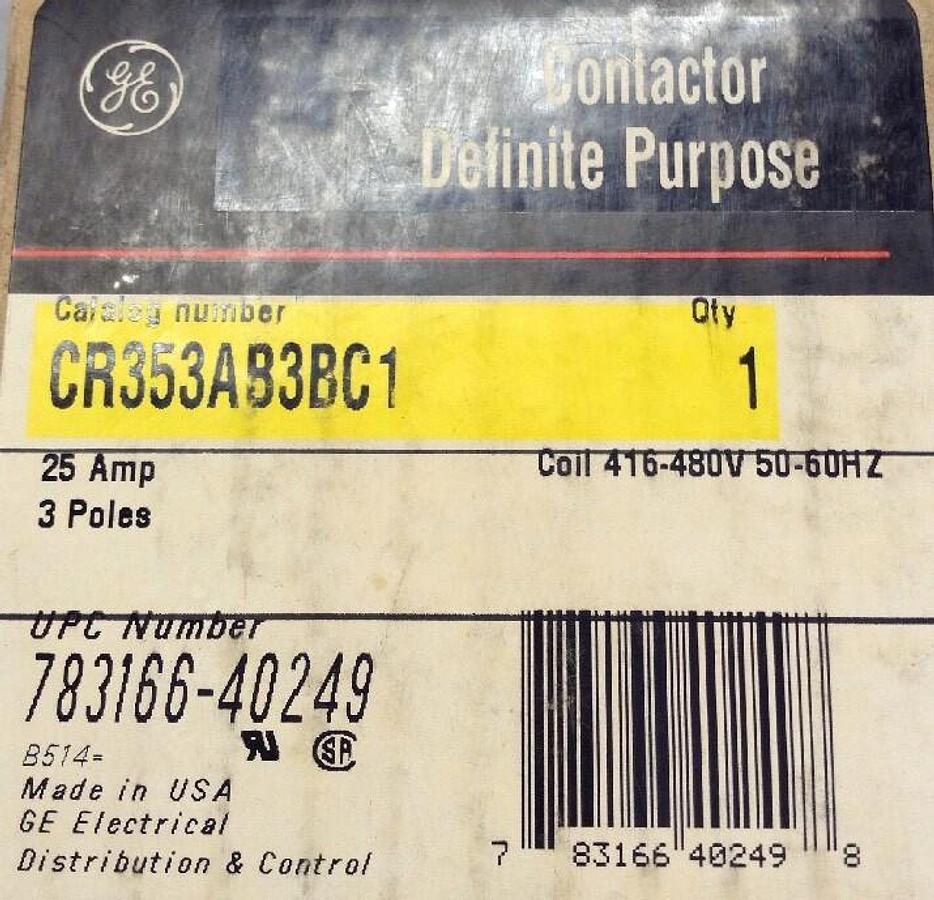 GE
Contactor
Definite Purpose
Catalog number Qty
CR353AB3BC1 1
25 Amp Coil 416-480V 50-60HZ
3 Poles
UPC Number
783166-40249
B514=
Made in USA
GE Electrical
Distribution & Control
7 83166 40249 8